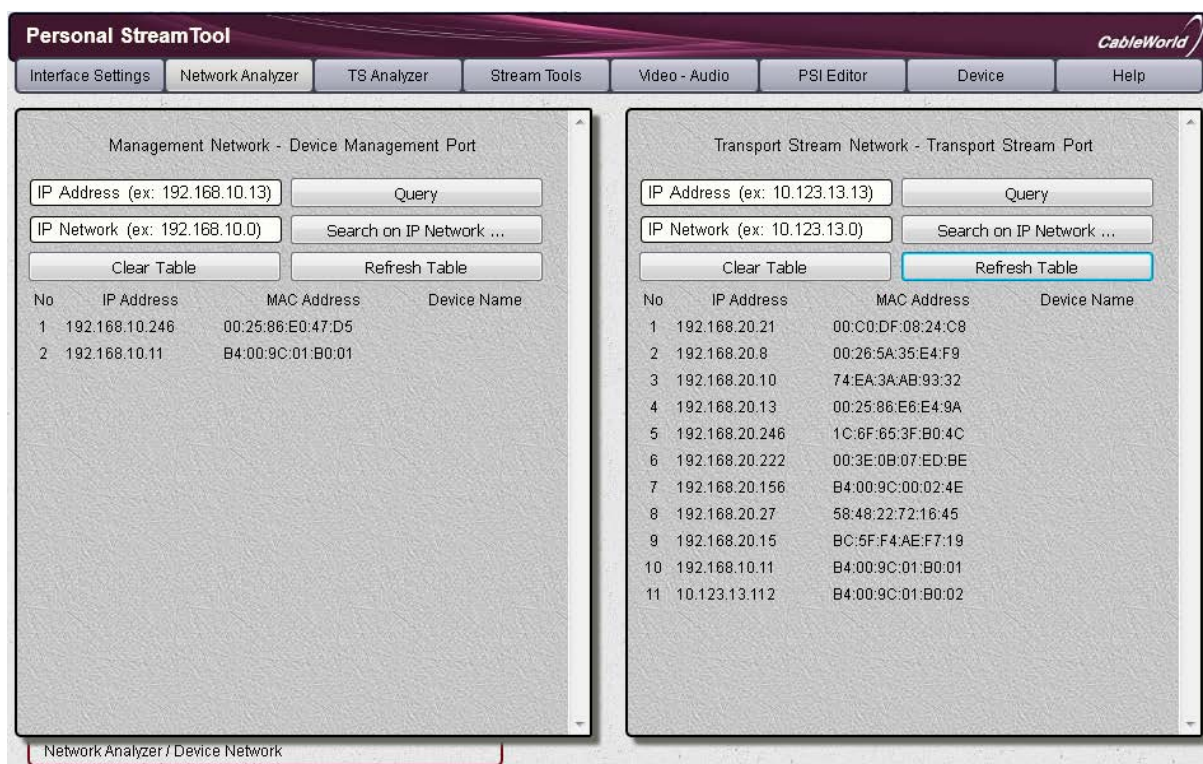 Personal StreamTool
CableWorld
Interface Settings Network Analyzer TS Analyzer Stream Tools Video - Audio PSI Editor Device Help
Management Network - Device Management Port
IP Address (ex: 192.168.10.13) Query
IP Network (ex: 192.168.10.0) Search on IP Network ...
Clear Table Refresh Table
No IP Address MAC Address Device Name
1 192.168.10.246 00:25:86:E0:47:D5
2 192.168.10.11 B4:00:9C:01:B0:01
Transport Stream Network - Transport Stream Port
IP Address (ex: 10.123.13.13) Query
IP Network (ex: 10.123.13.0) Search on IP Network ...
Clear Table Refresh Table
No IP Address MAC Address Device Name
1 192.168.20.21 00:C0:DF:08:24:C8
2 192.168.20.8 00:26:5A:35:E4:F9
3 192.168.20.10 74:EA:3A:AB:93:32
4 192.168.20.13 00:25:86:E6:E4:9A
5 192.168.20.246 1C:6F:65:3F:B0:4C
6 192.168.20.222 00:3E:0B:07:ED:BE
7 192.168.20.156 B4:00:9C:00:02:4E
8 192.168.20.27 58:48:22:72:16:45
9 192.168.20.15 BC:5F:F4:AE:F7:19
10 192.168.10.11 B4:00:9C:01:B0:01
11 10.123.13.112 B4:00:9C:01:B0:02
Network Analyzer / Device Network